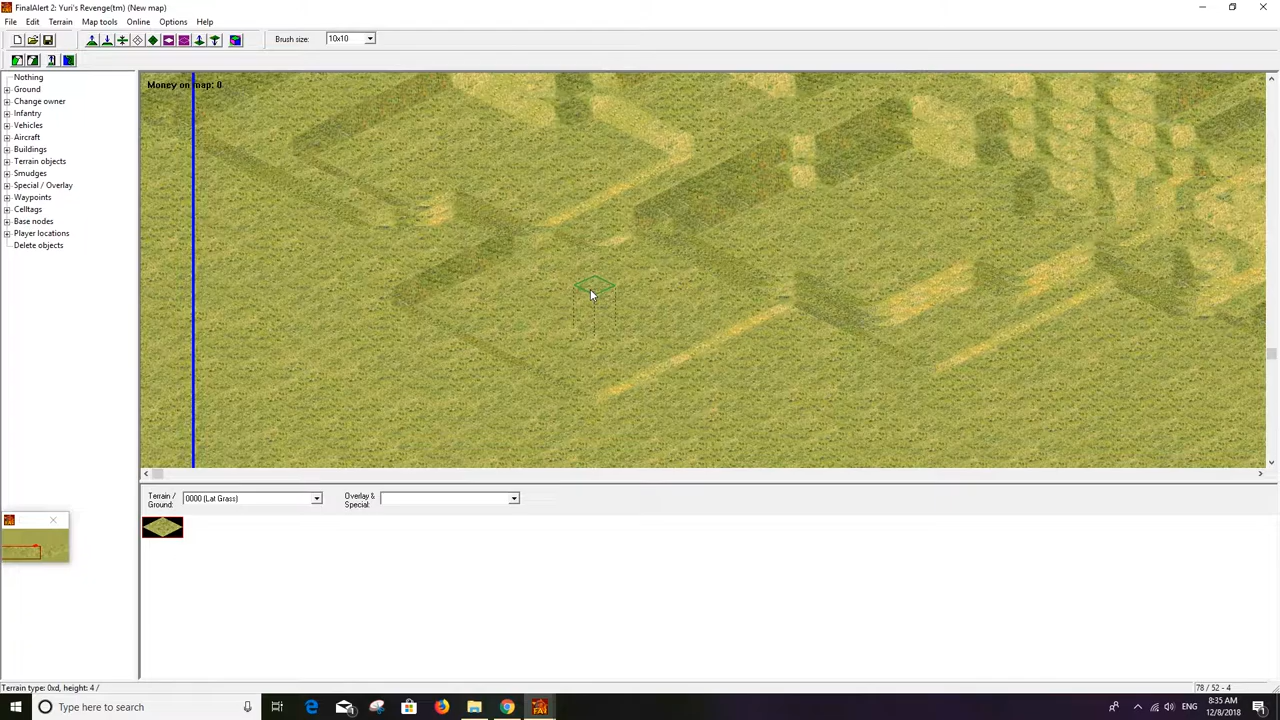 FinalAlert 2: Yuri's Revenge(tm) (New map)
File Edit Terrain Map tools Online Options Help
Brush size: 10x10
Nothing
Ground
Change owner
Infantry
Vehicles
Aircraft
Buildings
Terrain objects
Smudges
Special / Overlay
Waypoints
Celltags
Base nodes
Player locations
Delete objects
Money on map: 0
Terrain / Ground: 0000 (Lat Grass) Overlay & Special:
Terrain type: 0xd, height: 4 / 78 / 52 - 4
Type here to search
ENG
8:35 AM
12/8/2018